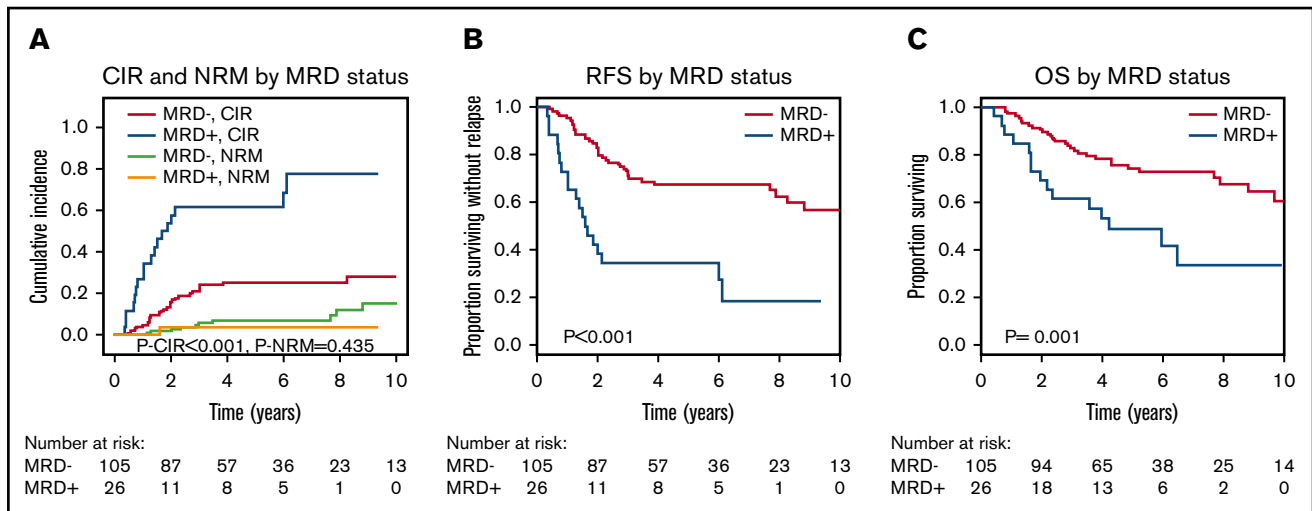 A
CIR and NRM by MRD status
MRD-, CIR
MRD+, CIR
MRD-, NRM
MRD+, NRM
Cumulative incidence
1.0
0.8
0.6
0.4
0.2
0.0
P-CIR<0.001, P-NRM=0.435
0 2 4 6 8 10
Time (years)
Number at risk:
MRD- 105 87 57 36 23 13
MRD+ 26 11 8 5 1 0
B
RFS by MRD status
MRD-
MRD+
Proportion surviving without relapse
1.0
0.8
0.6
0.4
0.2
0.0
P<0.001
0 2 4 6 8 10
Time (years)
Number at risk:
MRD- 105 87 57 36 23 13
MRD+ 26 11 8 5 1 0
C
OS by MRD status
MRD-
MRD+
Proportion surviving
1.0
0.8
0.6
0.4
0.2
0.0
P= 0.001
0 2 4 6 8 10
Time (years)
Number at risk:
MRD- 105 94 65 38 25 14
MRD+ 26 18 13 6 2 0